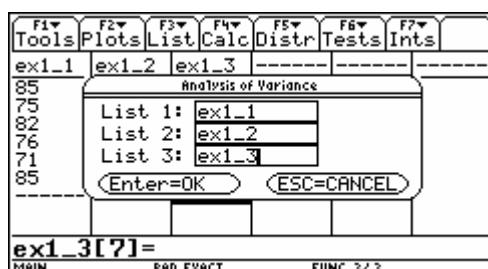 F1▾ F2▾ F3▾ F4▾ F5▾ F6▾ F7▾
Tools Plots List Calc Distr Tests Ints
ex1_1 ex1_2 ex1_3 ------ ------ ------
85
75
82
76
71
85
------
Analysis of Variance
List 1: ex1_1
List 2: ex1_2
List 3: ex1_3
Enter=OK ESC=CANCEL
ex1_3[7]=
MAIN RAD EXACT FUNC 3/3